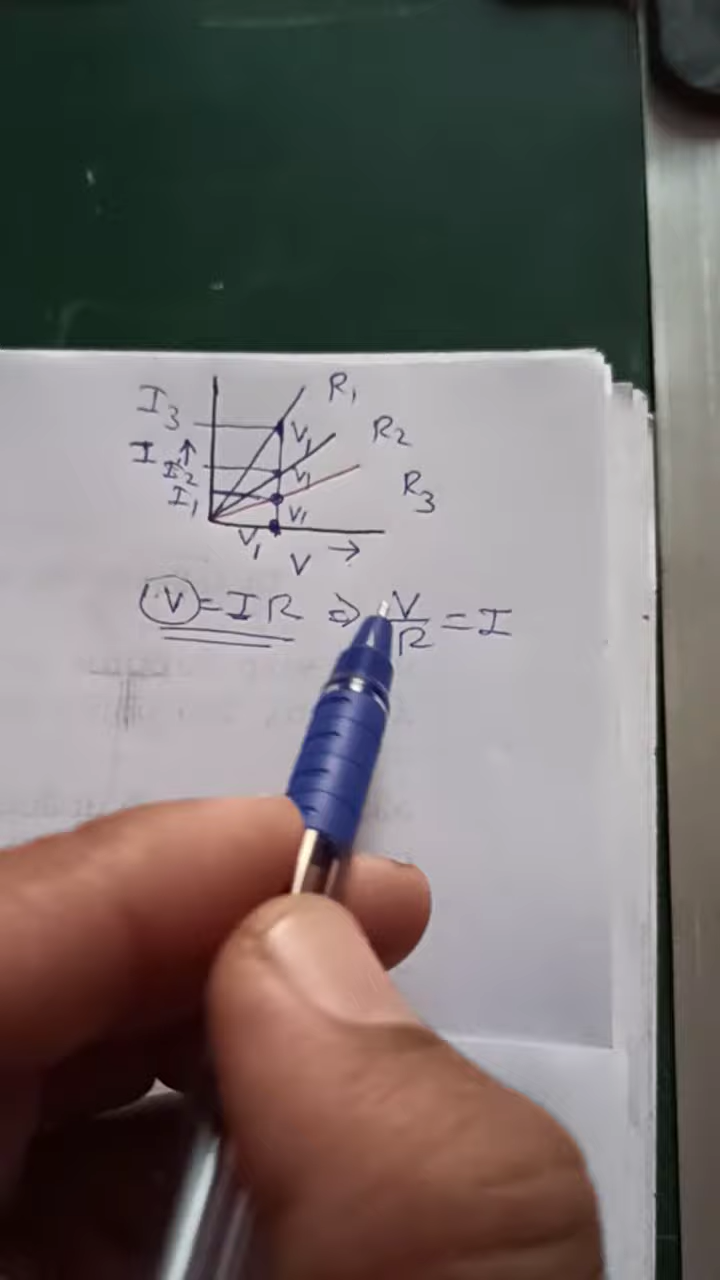 R₁
I₃
V₁
R₂
I ↑
I₂
V₁
R₃
I₁
V₁
V₁
V →
V = IR ⇒ V/R = I